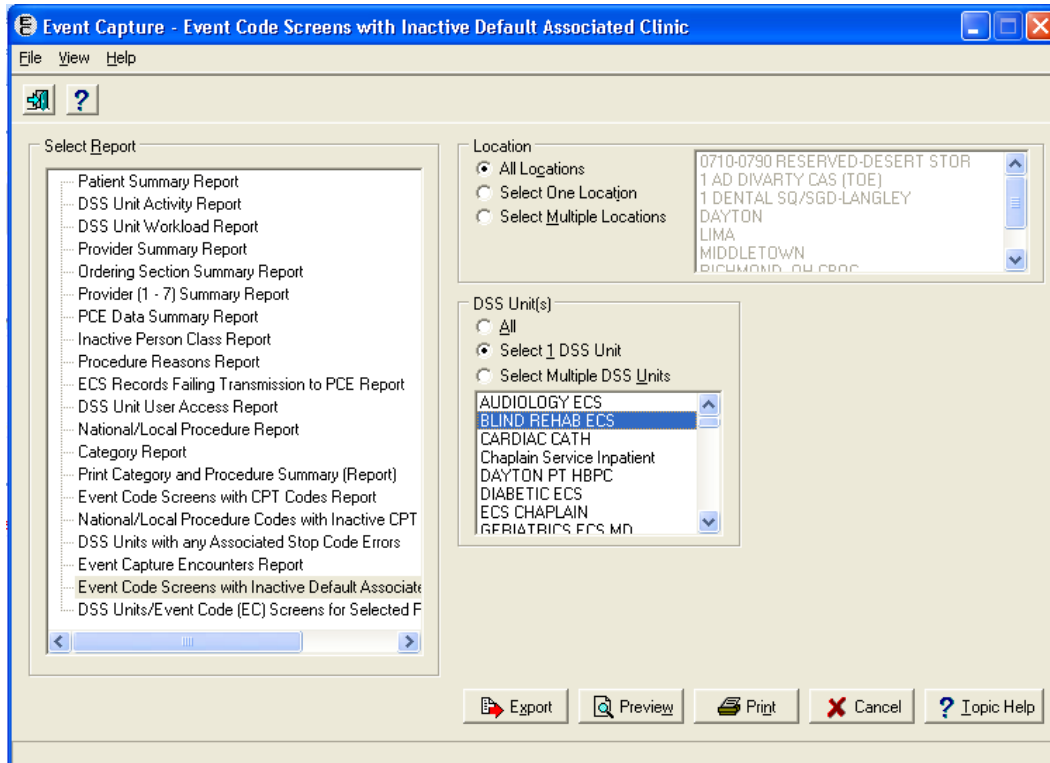 Event Capture - Event Code Screens with Inactive Default Associated Clinic
File View Help
?
Select Report
Patient Summary Report
DSS Unit Activity Report
DSS Unit Workload Report
Provider Summary Report
Ordering Section Summary Report
Provider (1 - 7) Summary Report
PCE Data Summary Report
Inactive Person Class Report
Procedure Reasons Report
ECS Records Failing Transmission to PCE Report
DSS Unit User Access Report
National/Local Procedure Report
Category Report
Print Category and Procedure Summary (Report)
Event Code Screens with CPT Codes Report
National/Local Procedure Codes with Inactive CPT
DSS Units with any Associated Stop Code Errors
Event Capture Encounters Report
Event Code Screens with Inactive Default Associate
DSS Units/Event Code (EC) Screens for Selected F
Location
All Locations
Select One Location
Select Multiple Locations
0710-0790 RESERVED-DESERT STOR
1 AD DIVARTY CAS (TOE)
1 DENTAL SQ/SGD-LANGLEY
DAYTON
LIMA
MIDDLETOWN
RICHMOND, OH CBOC
DSS Unit(s)
All
Select 1 DSS Unit
Select Multiple DSS Units
AUDIOLOGY ECS
BLIND REHAB ECS
CARDIAC CATH
Chaplain Service Inpatient
DAYTON PT HBPC
DIABETIC ECS
ECS CHAPLAIN
GERIATRICS ECS MD
Export Preview Print Cancel ? Topic Help